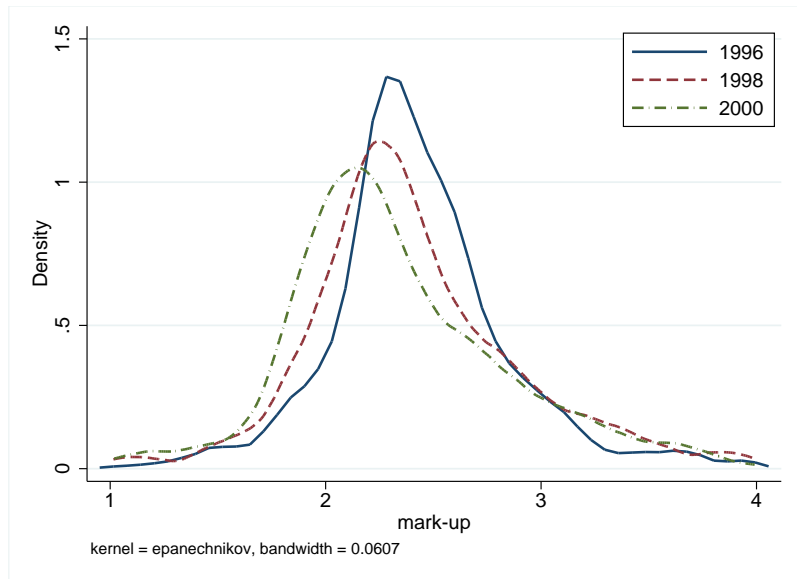 1996
1998
2000
1.5
1
.5
0
Density
1 2 3 4
mark-up
kernel = epanechnikov, bandwidth = 0.0607